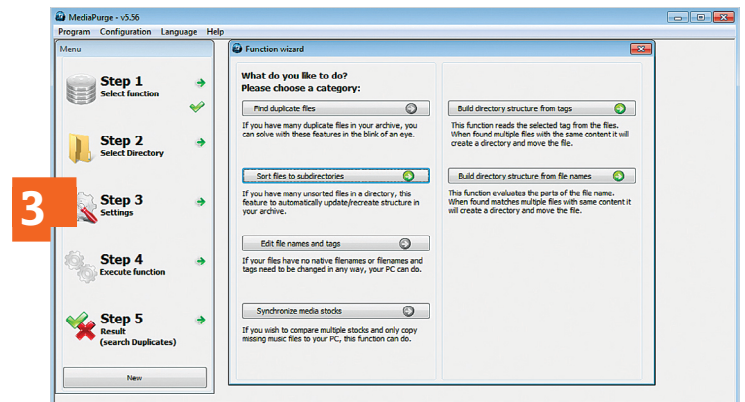 MediaPurge - v5.56
Program Configuration Language Help
Menu
Step 1
Select function
Step 2
Select Directory
3
Step 3
Settings
Step 4
Execute function
Step 5
Result
(search Duplicates)
New
Function wizard
What do you like to do?
Please choose a category:
Find duplicate files
If you have many duplicate files in your archive, you
can solve with these features in the blink of an eye.
Sort files to subdirectories
If you have many unsorted files in a directory, this
feature to automatically update/recreate structure in
your archive.
Edit file names and tags
If your files have no native filenames or filenames and
tags need to be changed in any way, your PC can do.
Synchronize media stocks
If you wish to compare multiple stocks and only copy
missing music files to your PC, this function can do.
Build directory structure from tags
This function reads the selected tag from the files.
When found multiple files with the same content it will
create a directory and move the file.
Build directory structure from file names
This function evaluates the parts of the file name.
When found matches multiple files with same content it
will create a directory and move the file.